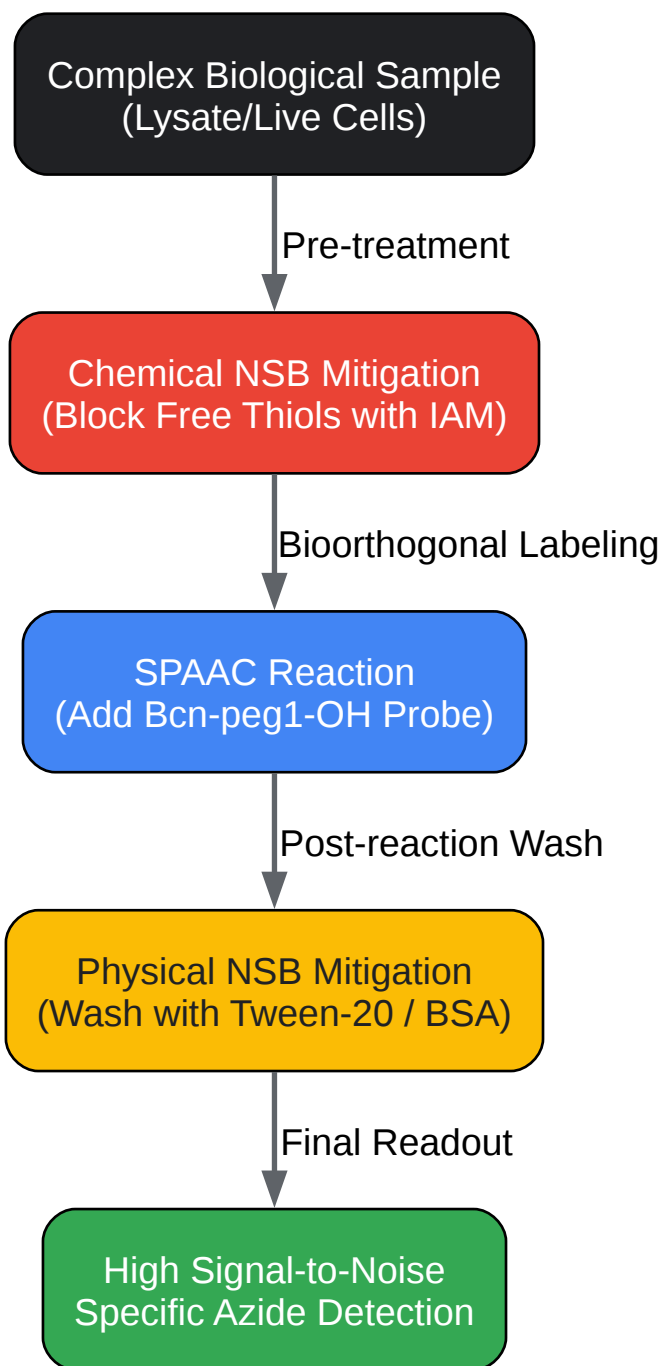 Complex Biological Sample
(Lysate/Live Cells)
Pre-treatment
Chemical NSB Mitigation
(Block Free Thiols with IAM)
Bioorthogonal Labeling
SPAAC Reaction
(Add Bcn-peg1-OH Probe)
Post-reaction Wash
Physical NSB Mitigation
(Wash with Tween-20 / BSA)
Final Readout
High Signal-to-Noise
Specific Azide Detection